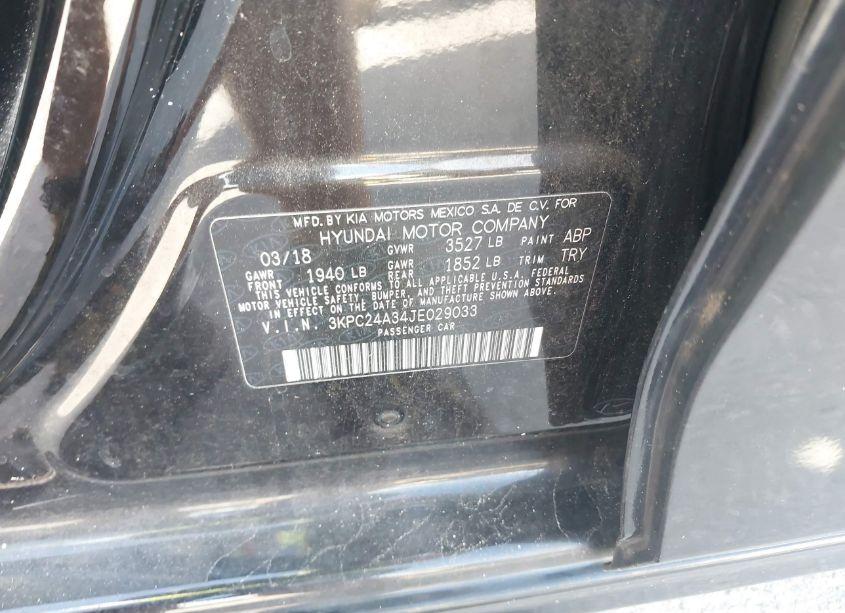 MFD. BY KIA MOTORS MEXICO S.A. DE C.V. FOR
HYUNDAI MOTOR COMPANY
03/18 GVWR 3527 LB PAINT ABP
GAWR FRONT 1940 LB GAWR REAR 1852 LB TRIM TRY
THIS VEHICLE CONFORMS TO ALL APPLICABLE U.S.A. FEDERAL
MOTOR VEHICLE SAFETY, BUMPER, AND THEFT PREVENTION STANDARDS
IN EFFECT ON THE DATE OF MANUFACTURE SHOWN ABOVE.
V.I.N. 3KPC24A34JE029033
PASSENGER CAR